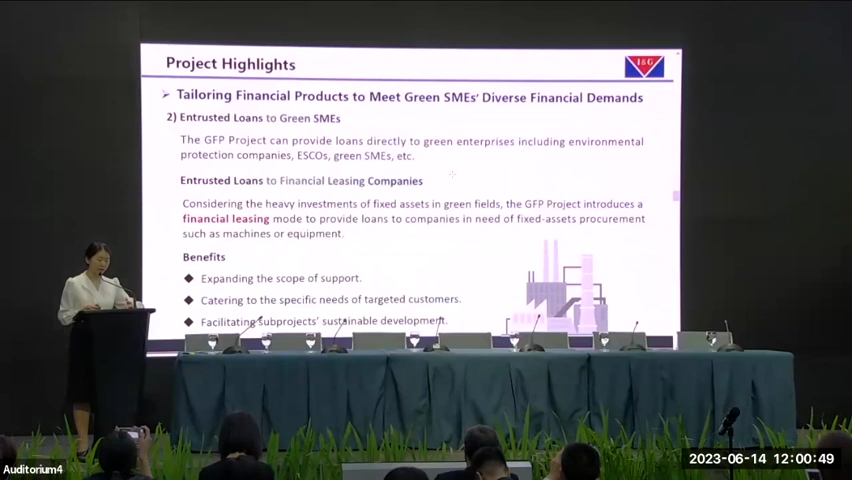 Project Highlights
I&G
➢ Tailoring Financial Products to Meet Green SMEs' Diverse Financial Demands
2) Entrusted Loans to Green SMEs
The GFP Project can provide loans directly to green enterprises including environmental
protection companies, ESCOs, green SMEs, etc.
Entrusted Loans to Financial Leasing Companies
Considering the heavy investments of fixed assets in green fields, the GFP Project introduces a
financial leasing mode to provide loans to companies in need of fixed-assets procurement
such as machines or equipment.
Benefits
◆ Expanding the scope of support.
◆ Catering to the specific needs of targeted customers.
◆ Facilitating subprojects' sustainable development.
Auditorium4
2023-06-14 12:00:49